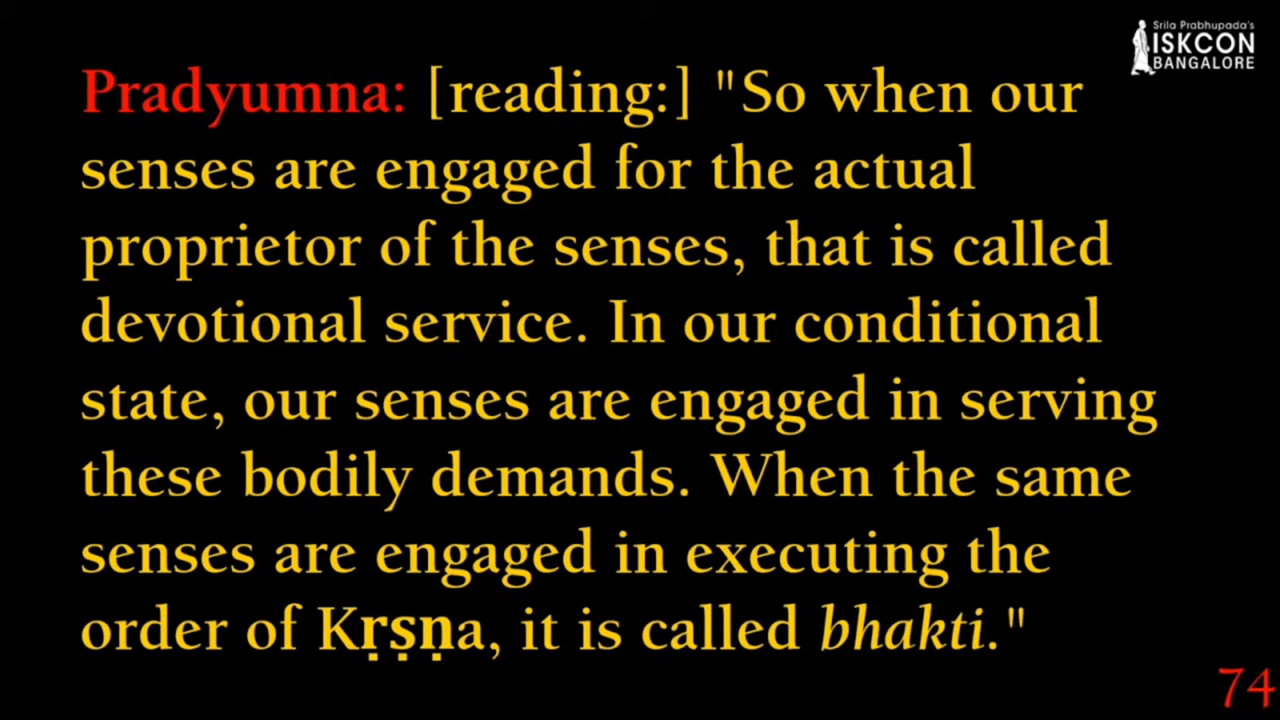 Srila Prabhupada's
ISKCON
BANGALORE
Pradyumna: [reading:] "So when our
senses are engaged for the actual
proprietor of the senses, that is called
devotional service. In our conditional
state, our senses are engaged in serving
these bodily demands. When the same
senses are engaged in executing the
order of Kṛṣṇa, it is called bhakti."
74